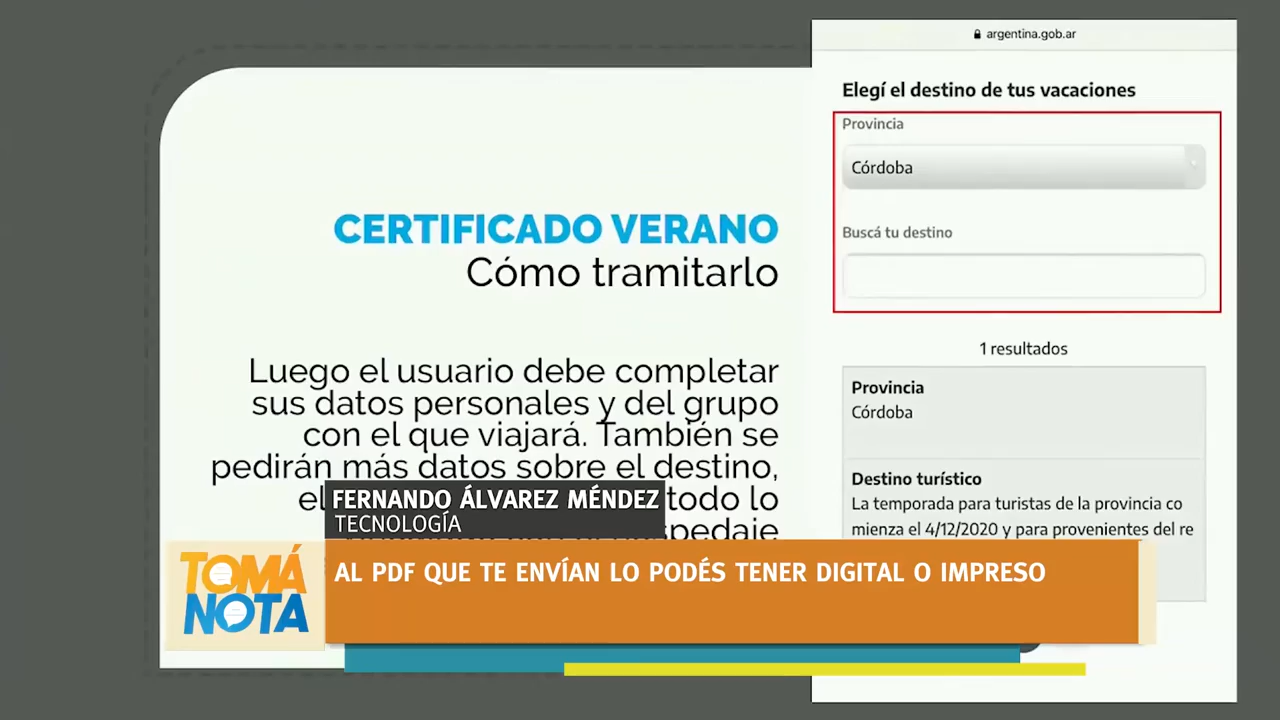 CERTIFICADO VERANO
Cómo tramitarlo
Luego el usuario debe completar
sus datos personales y del grupo
con el que viajará. También se
pedirán más datos sobre el destino,
el todo lo
spedaje
argentina.gob.ar
Elegí el destino de tus vacaciones
Provincia
Córdoba
Buscá tu destino
1 resultados
Provincia
Córdoba
Destino turístico
La temporada para turistas de la provincia co
mienza el 4/12/2020 y para provenientes del re
FERNANDO ÁLVAREZ MÉNDEZ
TECNOLOGÍA
TOMÁ
NOTA
AL PDF QUE TE ENVÍAN LO PODÉS TENER DIGITAL O IMPRESO